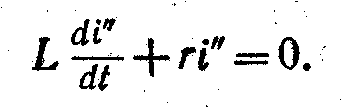 L di″/dt + ri″ = 0.